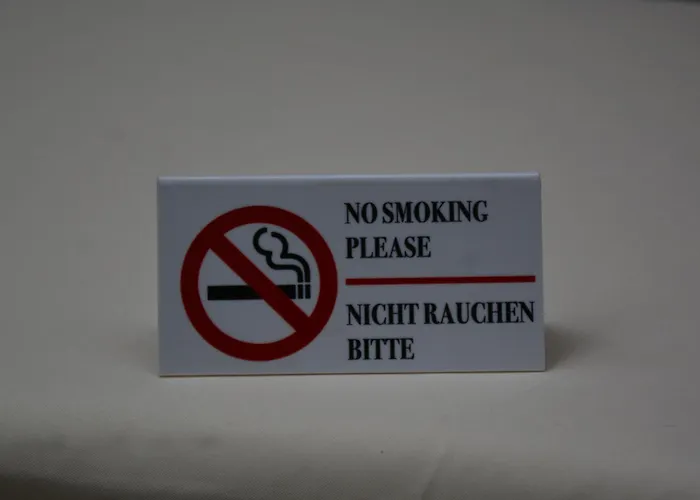 NO SMOKING
PLEASE
NICHT RAUCHEN
BITTE